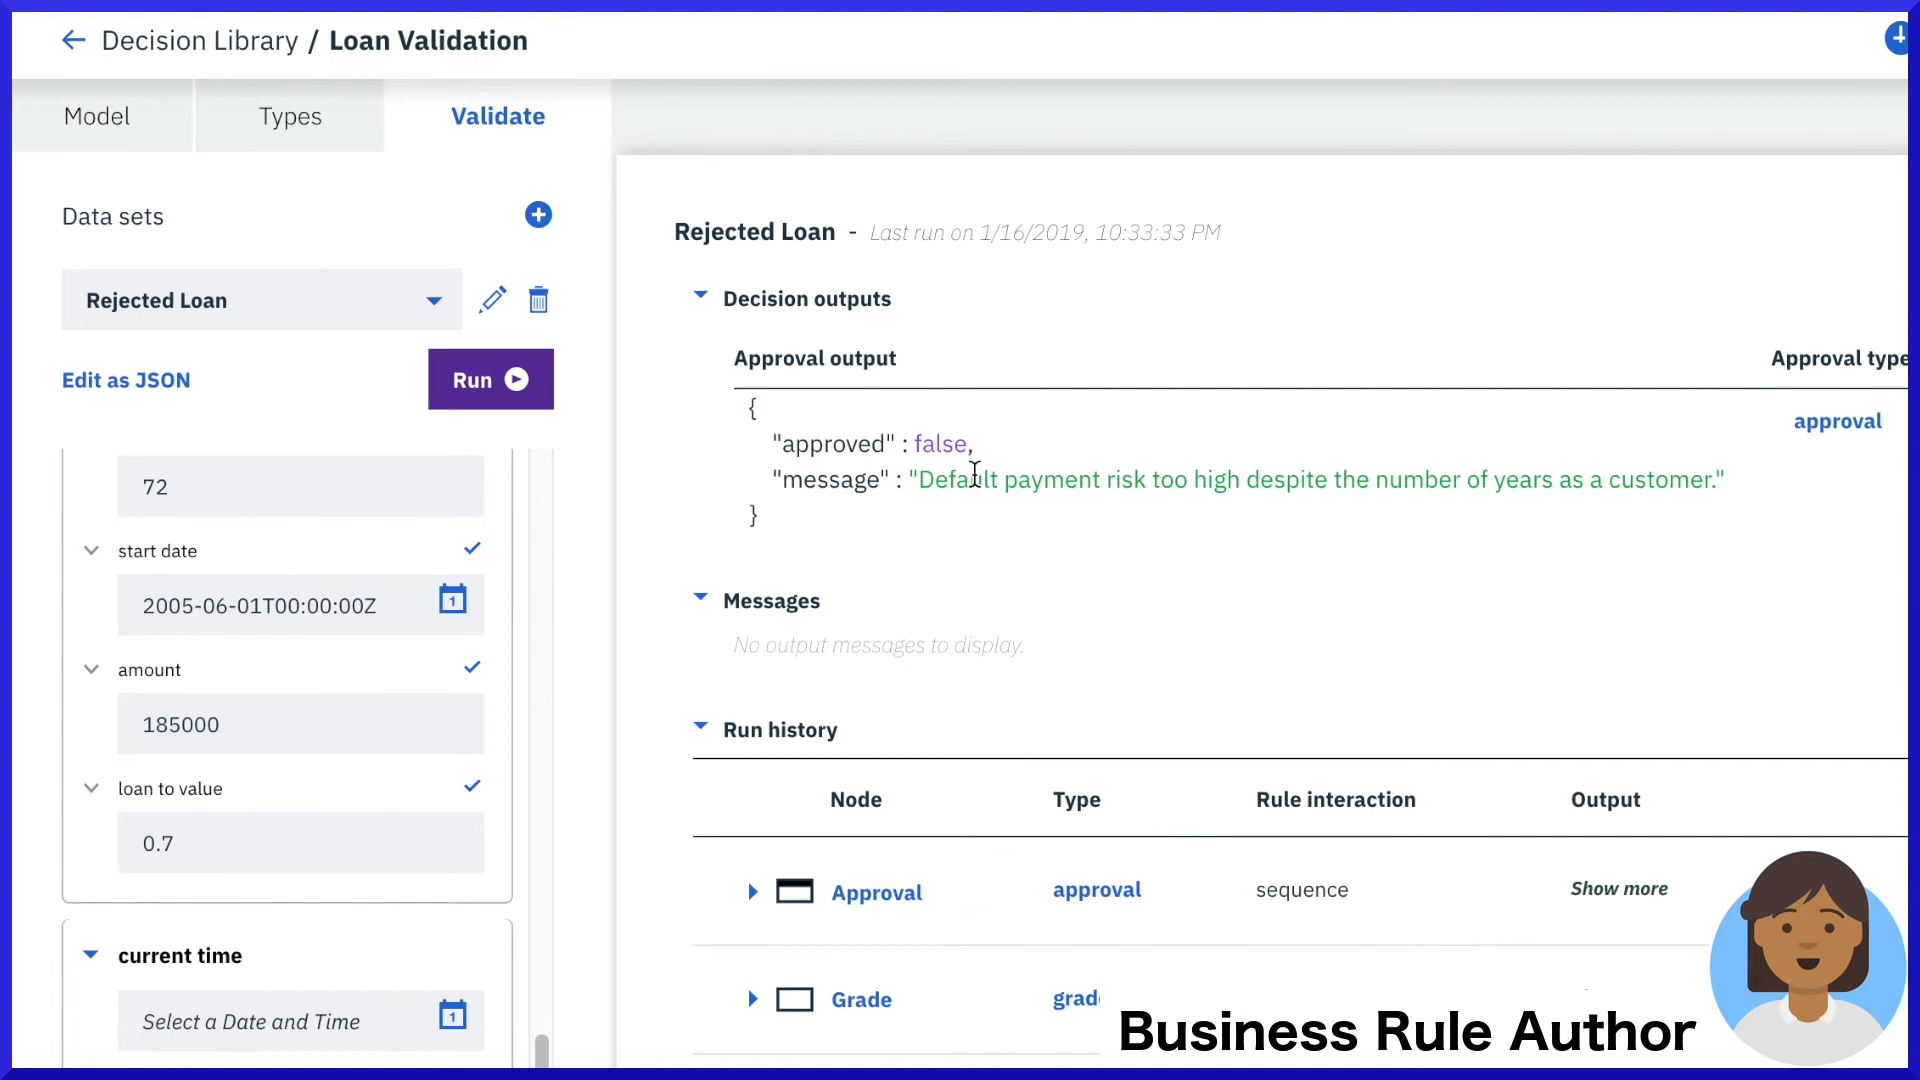 Decision Library / Loan Validation
Model
Types
Validate
Data sets
Rejected Loan
Edit as JSON
Run
72
start date
2005-06-01T00:00:00Z
1
amount
185000
loan to value
0.7
current time
Select a Date and Time
1
Rejected Loan - Last run on 1/16/2019, 10:33:33 PM
Decision outputs
Approval output
Approval type
{
"approved" : false,
approval
"message" : "Default payment risk too high despite the number of years as a customer."
}
Messages
No output messages to display.
Run history
Node
Type
Rule interaction
Output
Approval
approval
sequence
Show more
Grade
grade
Business Rule Author